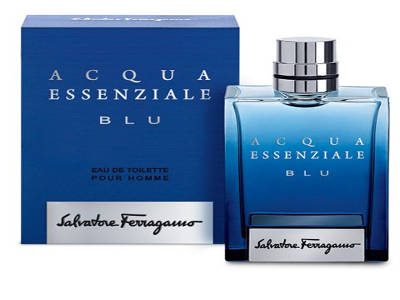 ACQUA
ESSENZIALE
BLU
EAU DE TOILETTE
POUR HOMME
Salvatore Ferragamo
ACQUA
ESSENZIALE
BLU
Salvatore Ferragamo